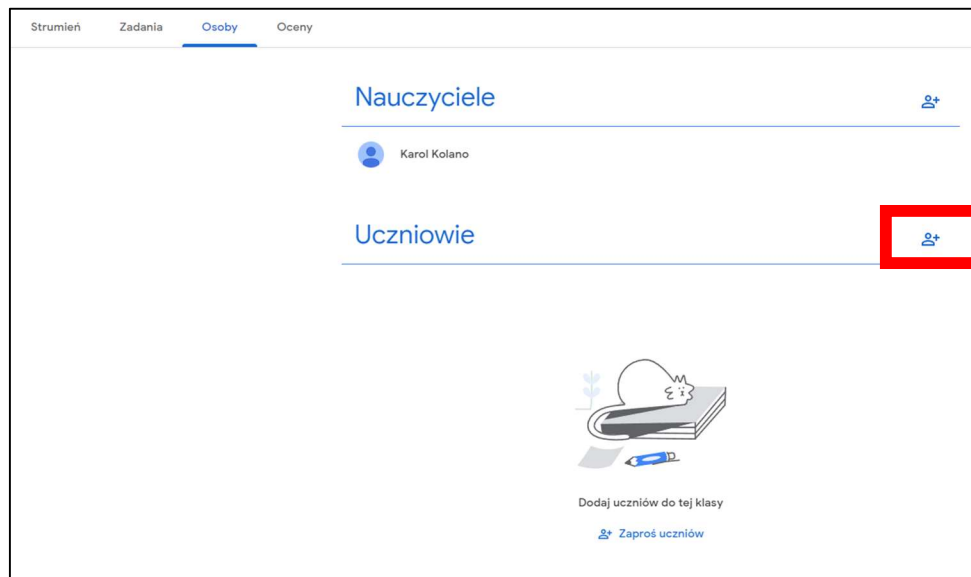 Strumień Zadania Osoby Oceny
Nauczyciele
Karol Kolano
Uczniowie
Dodaj uczniów do tej klasy
Zaproś uczniów